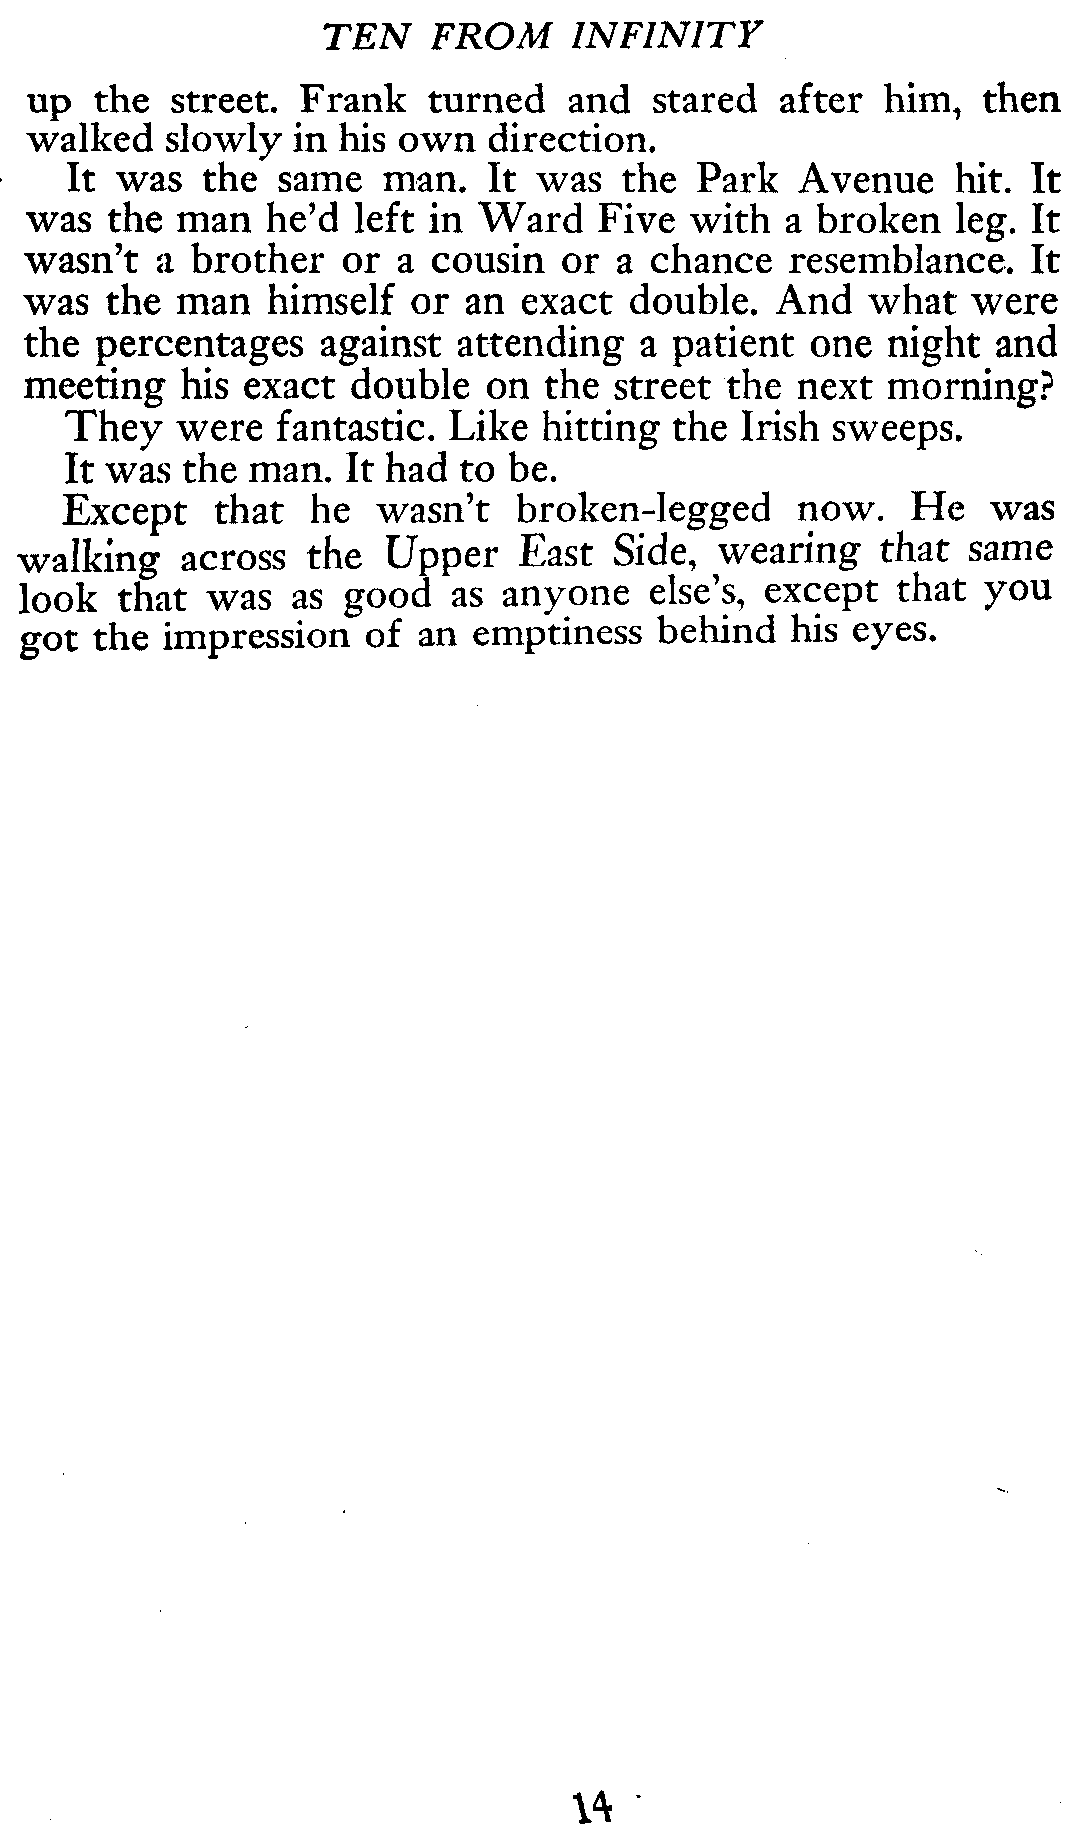 TEN FROM INFINITY
up the street. Frank turned and stared after him, then
walked slowly in his own direction.
It was the same man. It was the Park Avenue hit. It
was the man he'd left in Ward Five with a broken leg. It
wasn't a brother or a cousin or a chance resemblance. It
was the man himself or an exact double. And what were
the percentages against attending a patient one night and
meeting his exact double on the street the next morning?
They were fantastic. Like hitting the Irish sweeps.
It was the man. It had to be.
Except that he wasn't broken-legged now. He was
walking across the Upper East Side, wearing that same
look that was as good as anyone else's, except that you
got the impression of an emptiness behind his eyes.
14